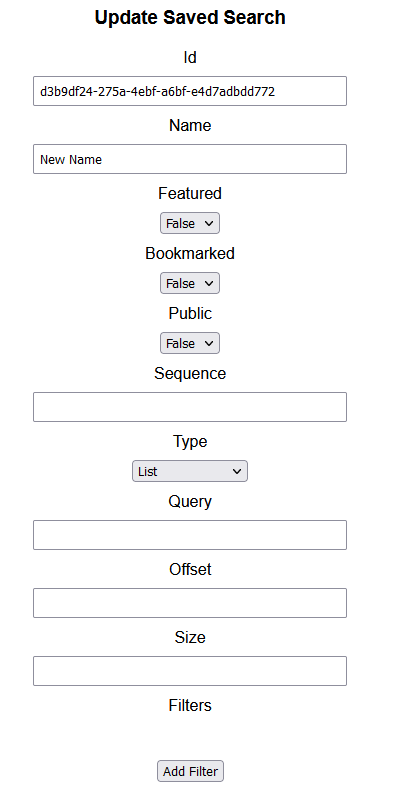 Update Saved Search
Id
d3b9df24-275a-4ebf-a6bf-e4d7adbdd772
Name
New Name
Featured
False
Bookmarked
False
Public
False
Sequence
Type
List
Query
Offset
Size
Filters
Add Filter